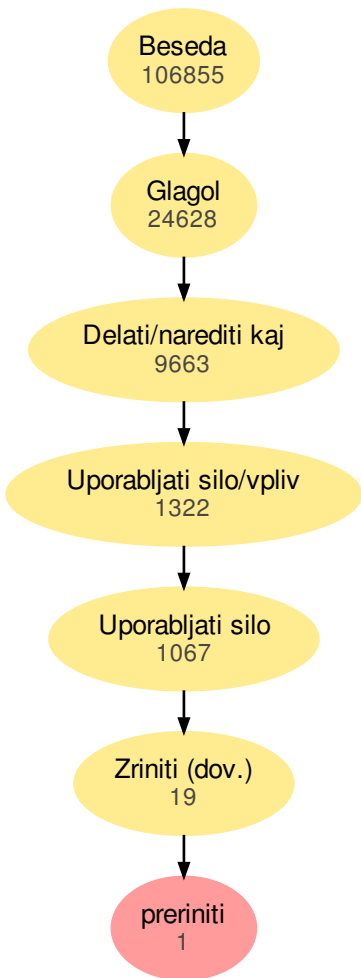 Beseda
106855
Glagol
24628
Delati/narediti kaj
9663
Uporabljati silo/vpliv
1322
Uporabljati silo
1067
Zriniti (dov.)
19
preriniti
1